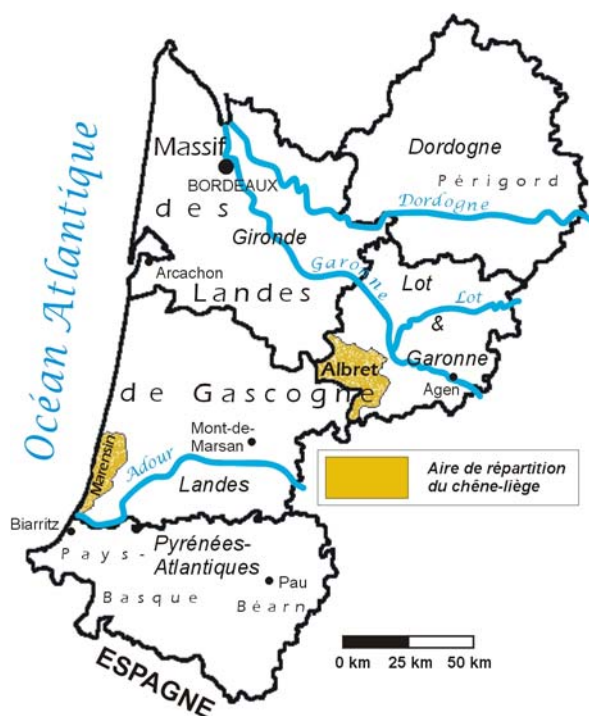 Océan Atlantique
Massif
BORDEAUX
des
Gironde
Arcachon
Landes
Dordogne
Périgord
Dordogne
Garonne
Lot
Lot
&
Garonne
Agen
Albret
de Gascogne
Mont-de-
Marsan
Marensin
Adour
Landes
Aire de répartition
du chêne-liège
Biarritz
Pays-
Basque
Pyrénées-
Atlantiques
Pau
Béarn
ESPAGNE
0 km 25 km 50 km